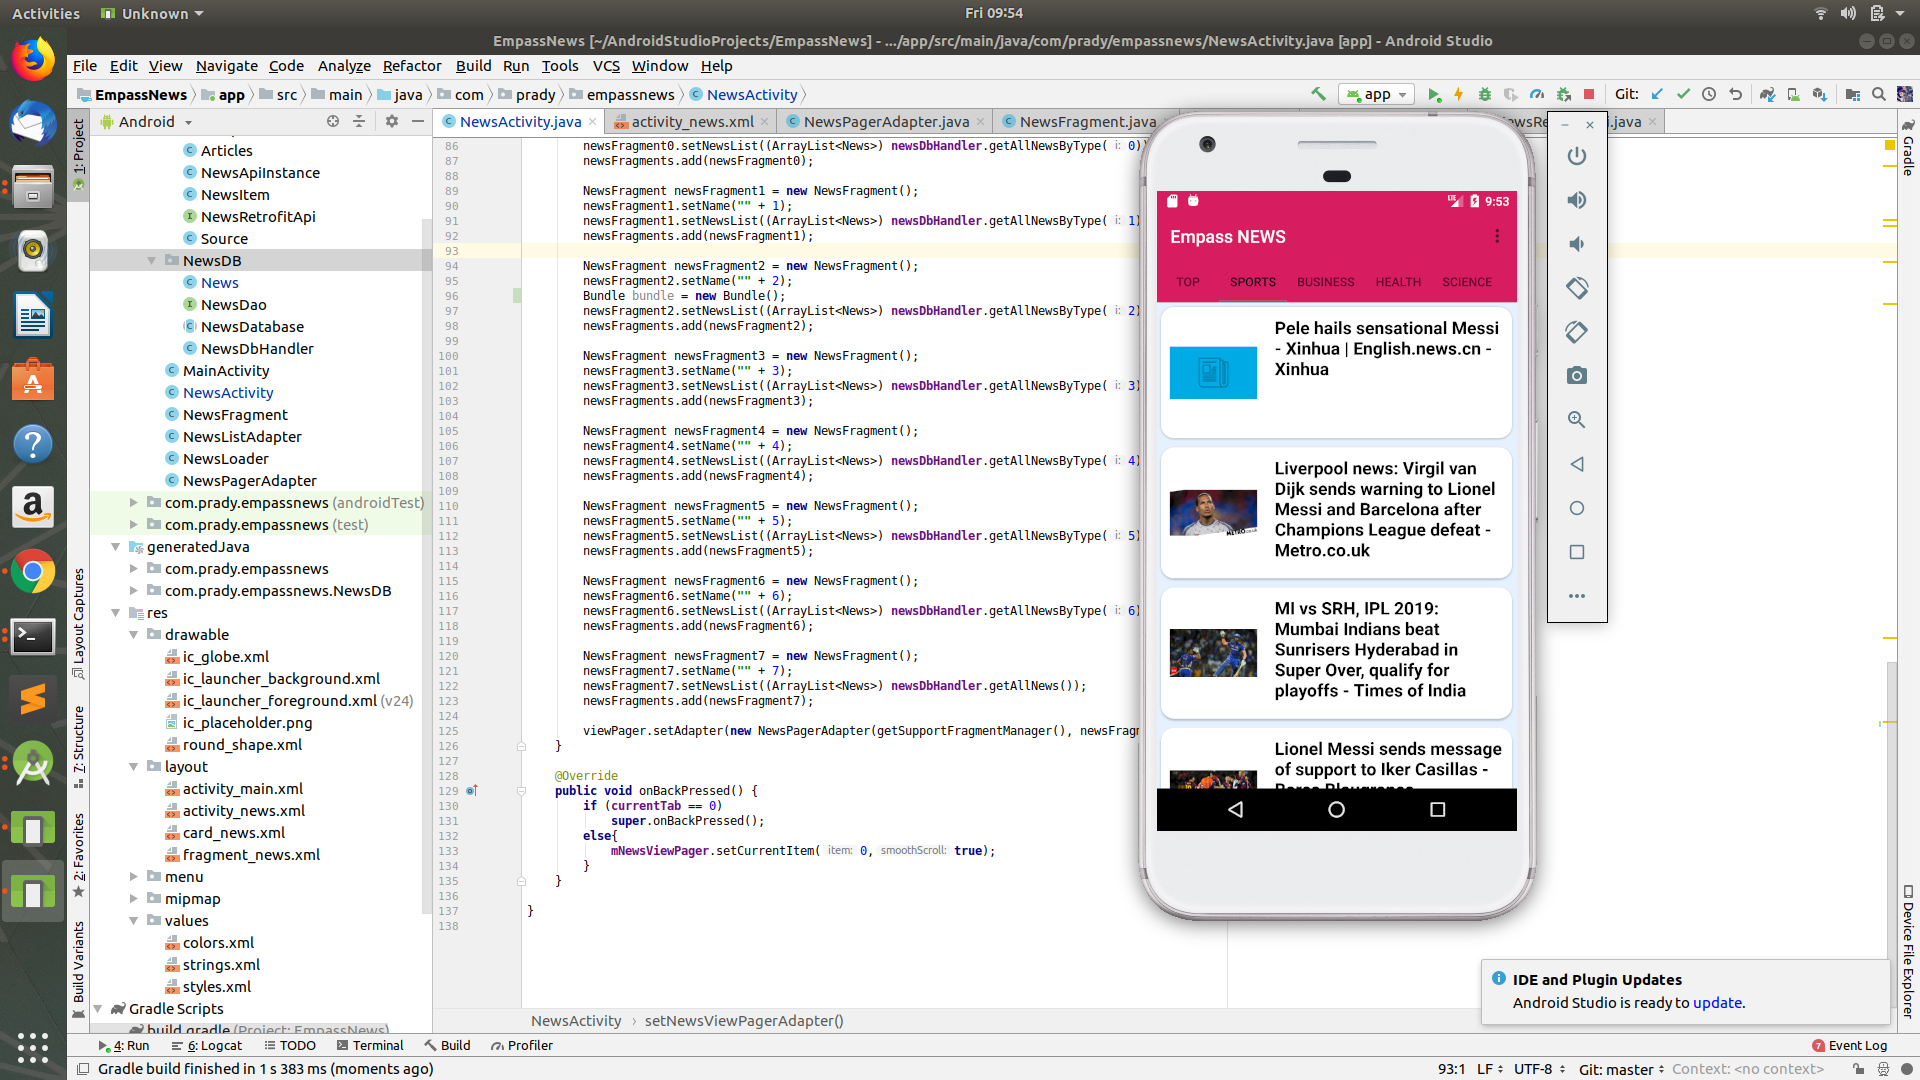 Activities
Unknown
Fri 09:54
EmpassNews [~/AndroidStudioProjects/EmpassNews] - .../app/src/main/java/com/prady/empassnews/NewsActivity.java [app] - Android Studio
File Edit View Navigate Code Analyze Refactor Build Run Tools VCS Window Help
EmpassNews app src main java com prady empassnews NewsActivity
app
Git:
Android
NewsActivity.java activity_news.xml NewsPagerAdapter.java NewsFragment.java
1: Project
Layout Captures
7: Structure
2: Favorites
Build Variants
Articles
NewsApiInstance
NewsItem
NewsRetrofitApi
Source
NewsDB
News
NewsDao
NewsDatabase
NewsDbHandler
MainActivity
NewsActivity
NewsFragment
NewsListAdapter
NewsLoader
NewsPagerAdapter
com.prady.empassnews (androidTest)
com.prady.empassnews (test)
generatedJava
com.prady.empassnews
com.prady.empassnews.NewsDB
res
drawable
ic_globe.xml
ic_launcher_background.xml
ic_launcher_foreground.xml (v24)
ic_placeholder.png
round_shape.xml
layout
activity_main.xml
activity_news.xml
card_news.xml
fragment_news.xml
menu
mipmap
values
colors.xml
strings.xml
styles.xml
Gradle Scripts
build.gradle (Project: EmpassNews)
86 newsFragment0.setNewsList((ArrayList<News>) newsDbHandler.getAllNewsByType( i: 0))
87 newsFragments.add(newsFragment0);
88
89 NewsFragment newsFragment1 = new NewsFragment();
90 newsFragment1.setName("" + 1);
91 newsFragment1.setNewsList((ArrayList<News>) newsDbHandler.getAllNewsByType( i: 1)
92 newsFragments.add(newsFragment1);
93
94 NewsFragment newsFragment2 = new NewsFragment();
95 newsFragment2.setName("" + 2);
96 Bundle bundle = new Bundle();
97 newsFragment2.setNewsList((ArrayList<News>) newsDbHandler.getAllNewsByType( i: 2)
98 newsFragments.add(newsFragment2);
99
100 NewsFragment newsFragment3 = new NewsFragment();
101 newsFragment3.setName("" + 3);
102 newsFragment3.setNewsList((ArrayList<News>) newsDbHandler.getAllNewsByType( i: 3)
103 newsFragments.add(newsFragment3);
104
105 NewsFragment newsFragment4 = new NewsFragment();
106 newsFragment4.setName("" + 4);
107 newsFragment4.setNewsList((ArrayList<News>) newsDbHandler.getAllNewsByType( i: 4)
108 newsFragments.add(newsFragment4);
109
110 NewsFragment newsFragment5 = new NewsFragment();
111 newsFragment5.setName("" + 5);
112 newsFragment5.setNewsList((ArrayList<News>) newsDbHandler.getAllNewsByType( i: 5)
113 newsFragments.add(newsFragment5);
114
115 NewsFragment newsFragment6 = new NewsFragment();
116 newsFragment6.setName("" + 6);
117 newsFragment6.setNewsList((ArrayList<News>) newsDbHandler.getAllNewsByType( i: 6)
118 newsFragments.add(newsFragment6);
119
120 NewsFragment newsFragment7 = new NewsFragment();
121 newsFragment7.setName("" + 7);
122 newsFragment7.setNewsList((ArrayList<News>) newsDbHandler.getAllNews());
123 newsFragments.add(newsFragment7);
124
125 viewPager.setAdapter(new NewsPagerAdapter(getSupportFragmentManager(), newsFragm
126 }
127
128 @Override
129 public void onBackPressed() {
130 if (currentTab == 0)
131 super.onBackPressed();
132 else{
133 mNewsViewPager.setCurrentItem( item: 0, smoothScroll: true);
134 }
135 }
136
137 }
138
NewsActivity › setNewsViewPagerAdapter()
LTE 9:53
Empass NEWS
TOP SPORTS BUSINESS HEALTH SCIENCE
Pele hails sensational Messi
- Xinhua | English.news.cn -
Xinhua
Liverpool news: Virgil van
Dijk sends warning to Lionel
Messi and Barcelona after
Champions League defeat -
Metro.co.uk
METRO
MI vs SRH, IPL 2019:
Mumbai Indians beat
Sunrisers Hyderabad in
Super Over, qualify for
playoffs - Times of India
Lionel Messi sends message
of support to Iker Casillas -
Barca Blaugranes
Gradle
Device File Explorer
IDE and Plugin Updates
Android Studio is ready to update.
4: Run 6: Logcat TODO Terminal Build Profiler
7 Event Log
Gradle build finished in 1 s 383 ms (moments ago)
93:1 LF UTF-8 Git: master Context: <no context>